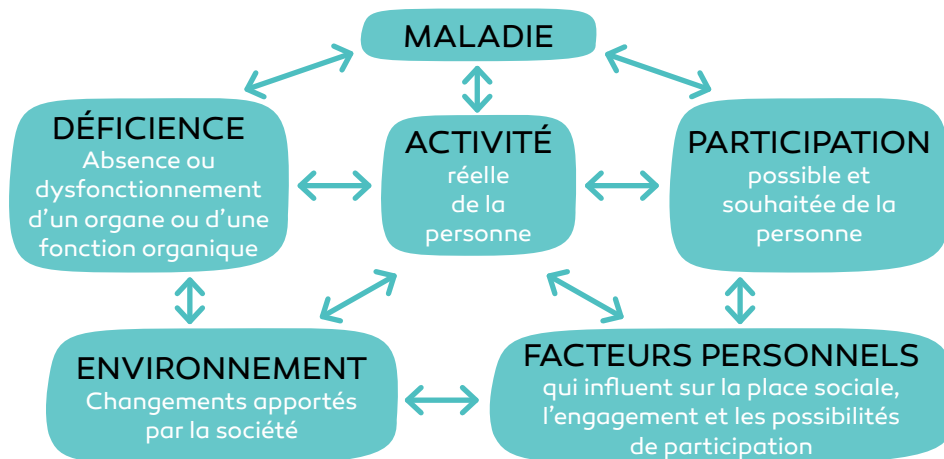 MALADIE
DÉFICIENCE
Absence ou
dysfonctionnement
d’un organe ou d’une
fonction organique
ACTIVITÉ
réelle
de la
personne
PARTICIPATION
possible et
souhaitée de la
personne
ENVIRONNEMENT
Changements apportés
par la société
FACTEURS PERSONNELS
qui influent sur la place sociale,
l’engagement et les possibilités
de participation